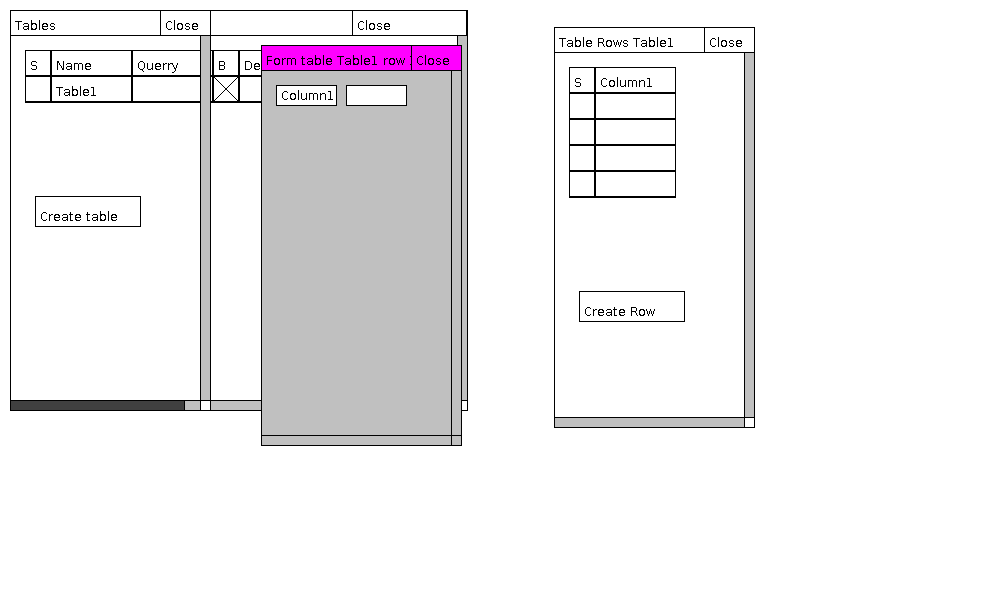 Tables Close Close
S Name Querry B De
Table1
Create table
Form table Table1 row Close
Column1
Table Rows Table1 Close
S Column1
Create Row